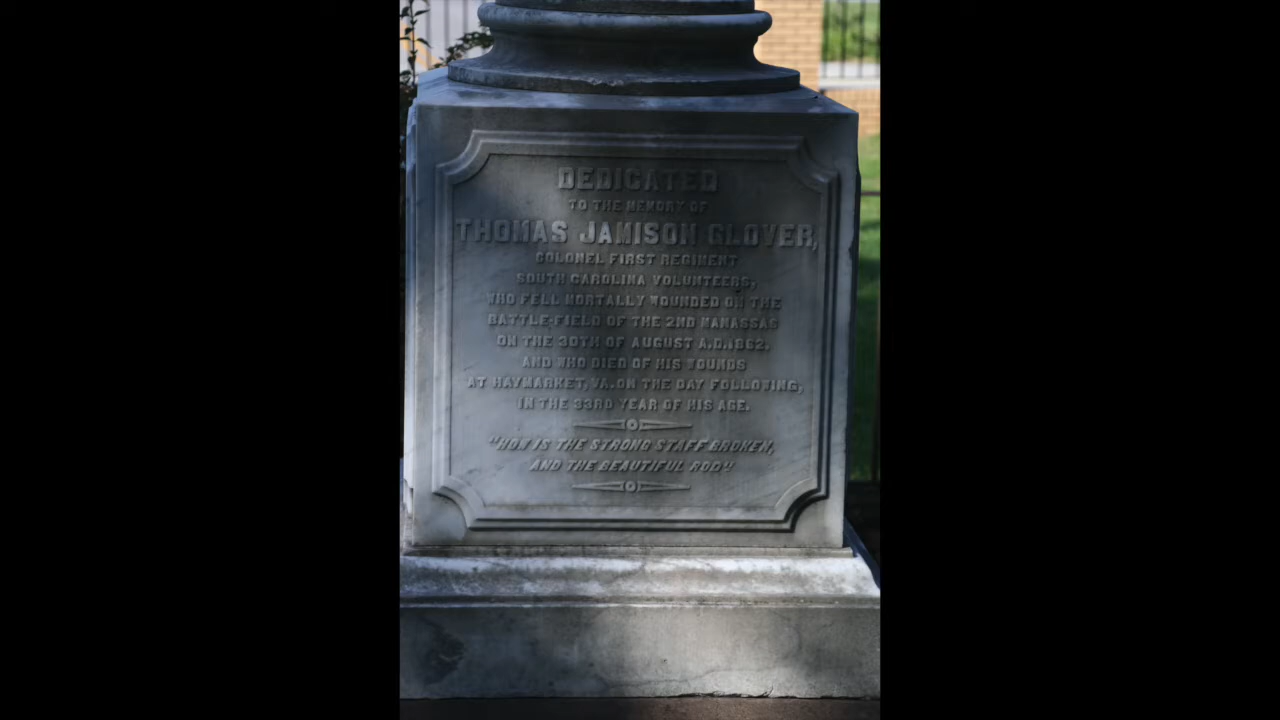 DEDICATED
TO THE MEMORY OF
THOMAS JAMISON GLOVER,
COLONEL FIRST REGIMENT
SOUTH CAROLINA VOLUNTEERS,
WHO FELL MORTALLY WOUNDED ON THE
BATTLE-FIELD OF THE 2ND MANASSAS
ON THE 30TH OF AUGUST A.D.1862.
AND WHO DIED OF HIS WOUNDS
AT HAYMARKET, VA. ON THE DAY FOLLOWING,
IN THE 33RD YEAR OF HIS AGE.
"HOW IS THE STRONG STAFF BROKEN,
AND THE BEAUTIFUL ROD"